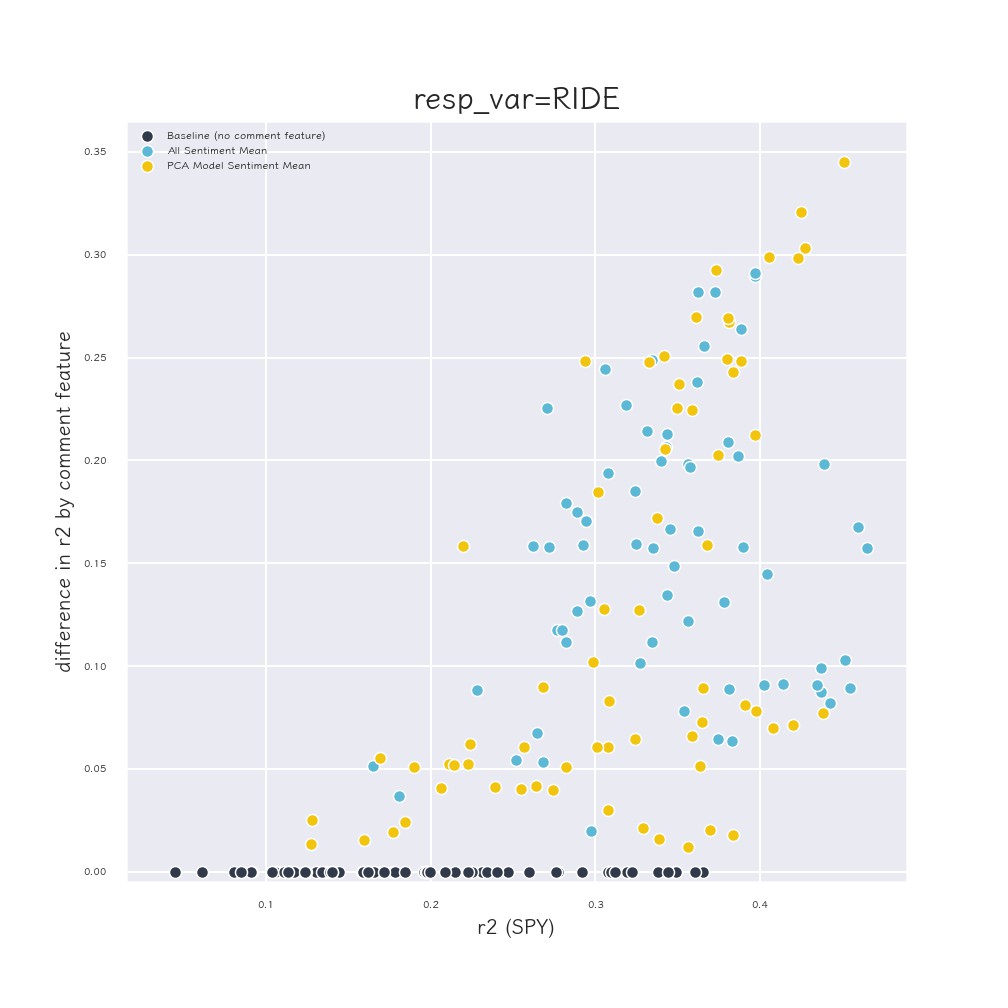 resp_var=RIDE
Baseline (no comment feature)
All Sentiment Mean
PCA Model Sentiment Mean
0.35
0.30
0.25
0.20
0.15
0.10
0.05
0.00
difference in r2 by comment feature
0.1 0.2 0.3 0.4
r2 (SPY)